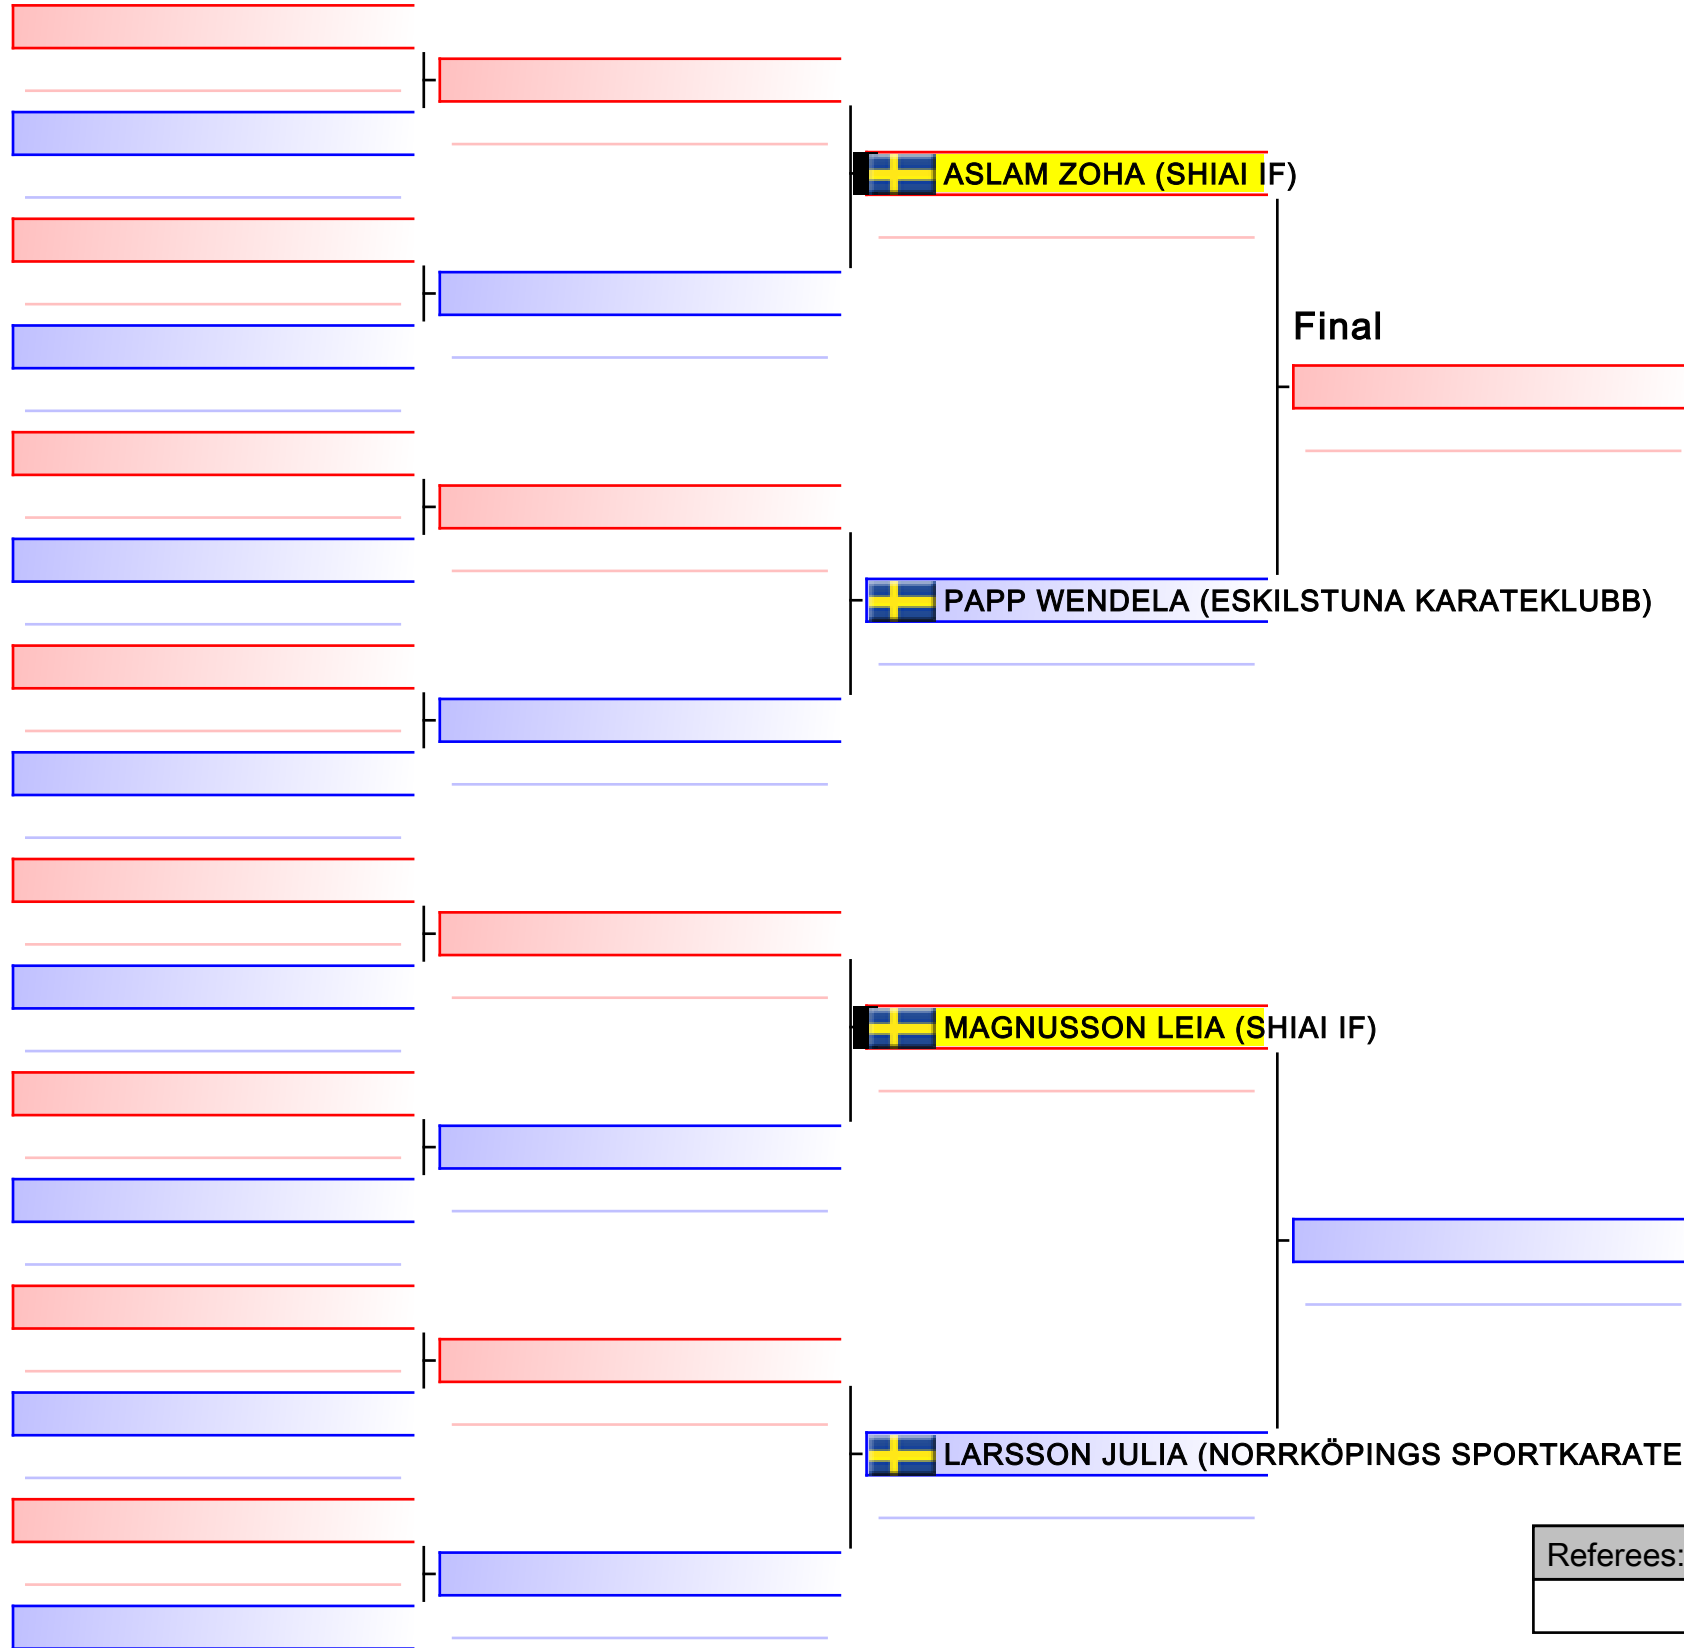 ASLAM ZOHA (SHIAI IF)
Final
PAPP WENDELA (ESKILSTUNA KARATEKLUBB)
MAGNUSSON LEIA (SHIAI IF)
LARSSON JULIA (NORRKÖPINGS SPORTKARATE
Referees: